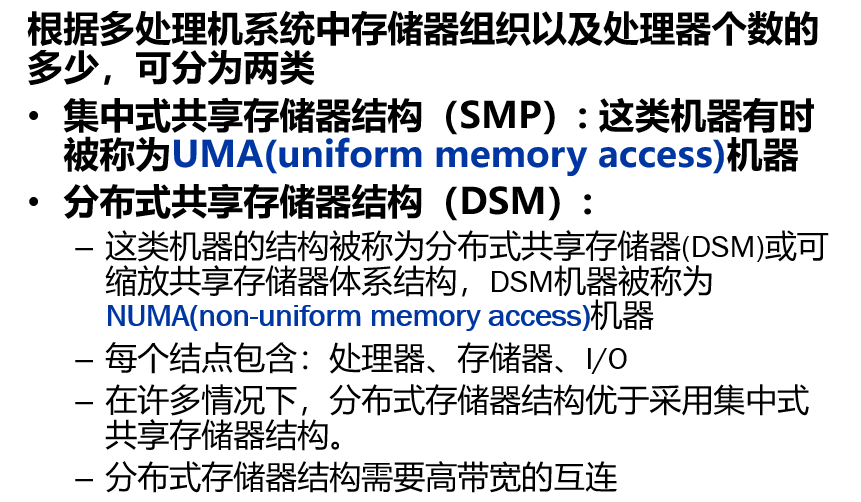 根据多处理机系统中存储器组织以及处理器个数的
多少，可分为两类
• 集中式共享存储器结构（SMP）: 这类机器有时
被称为UMA(uniform memory access)机器
• 分布式共享存储器结构（DSM）:
– 这类机器的结构被称为分布式共享存储器(DSM)或可
缩放共享存储器体系结构，DSM机器被称为
NUMA(non-uniform memory access)机器
– 每个结点包含：处理器、存储器、I/O
– 在许多情况下，分布式存储器结构优于采用集中式
共享存储器结构。
– 分布式存储器结构需要高带宽的互连